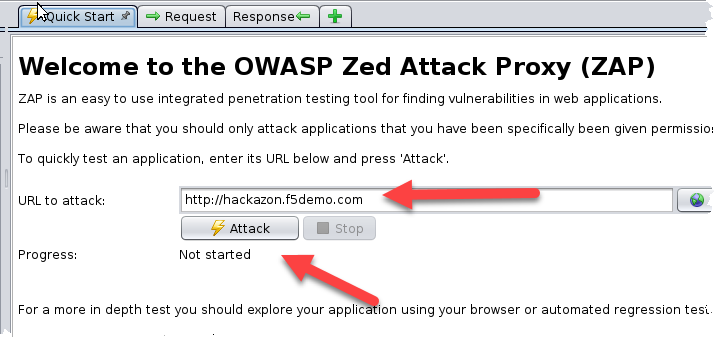 Quick Start Request Response
Welcome to the OWASP Zed Attack Proxy (ZAP)
ZAP is an easy to use integrated penetration testing tool for finding vulnerabilities in web applications.
Please be aware that you should only attack applications that you have been specifically been given
To quickly test an application, enter its URL below and press 'Attack'.
URL to attack: http://hackazon.f5demo.com
Attack Stop
Progress: Not started
For a more in depth test you should explore your application using your browser or automated regression